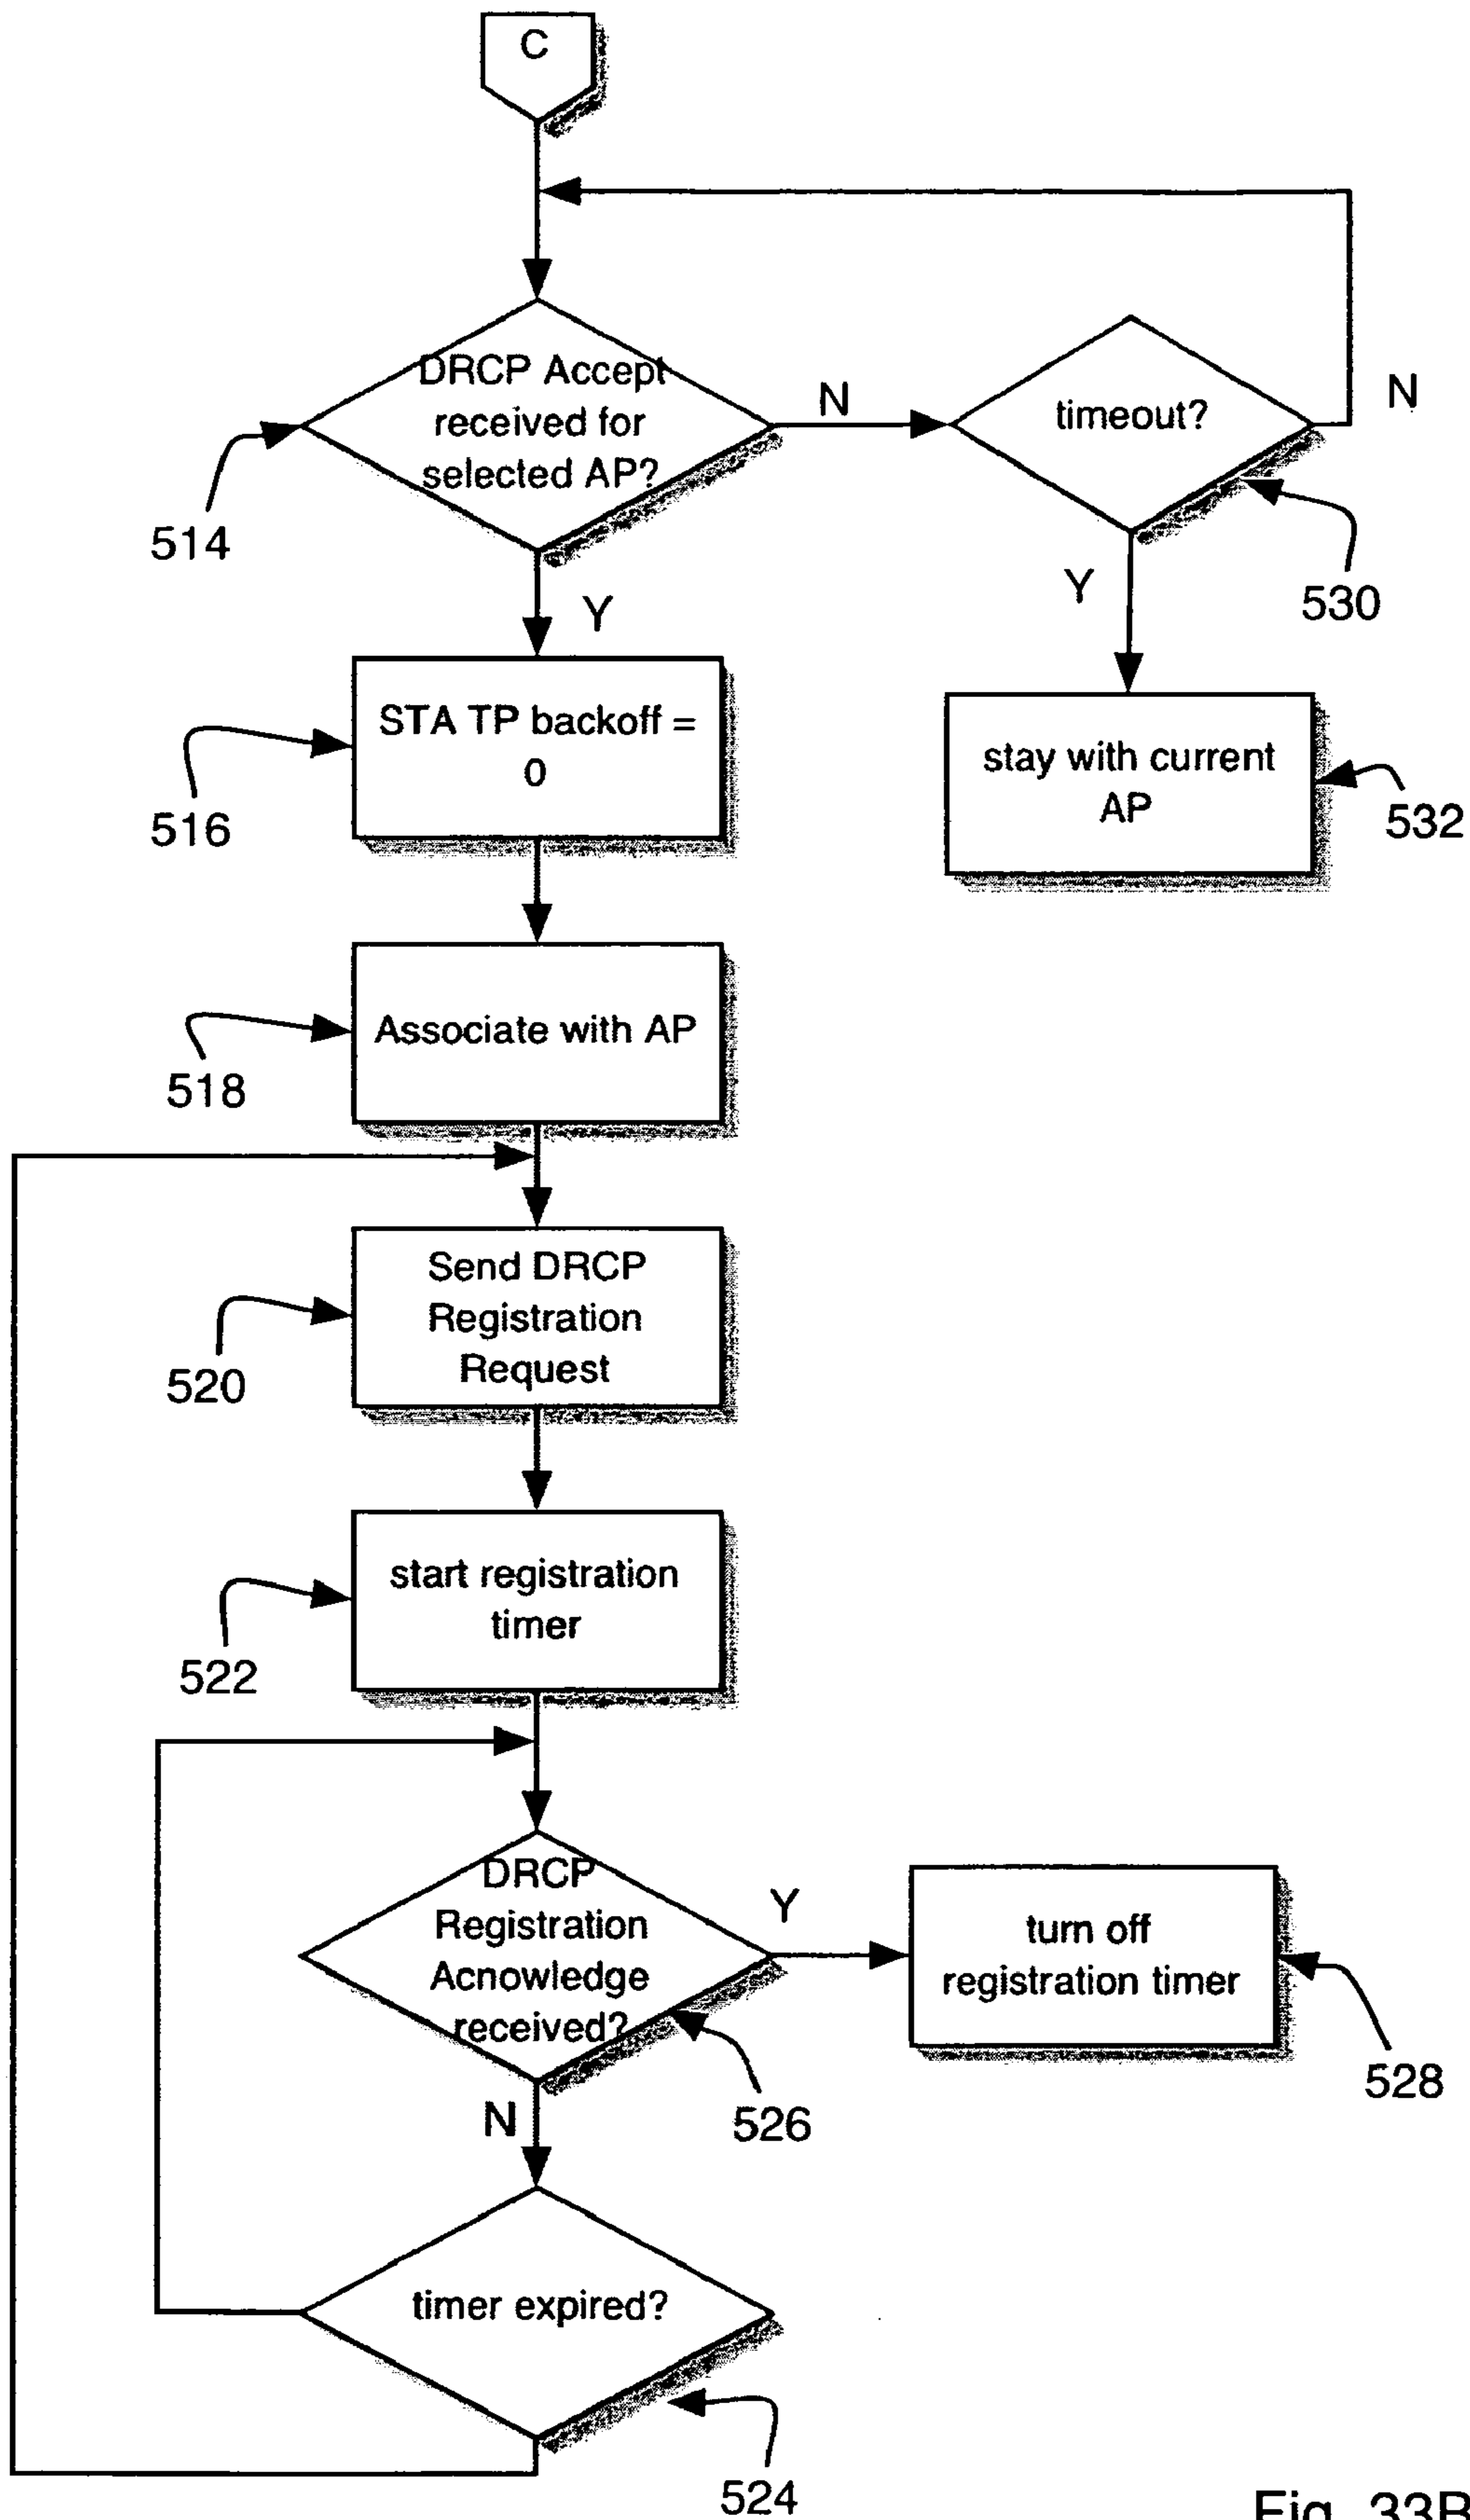 C
DRCP Accept
received for
selected AP?
N
timeout?
N
514
Y
Y
530
STA TP backoff =
0
516
stay with current
AP
532
Associate with AP
518
Send DRCP
Registration
Request
520
start registration
timer
522
DRCP
Registration
Acnowledge
received?
Y
turn off
registration timer
526
528
N
timer expired?
524
Fig. 33B